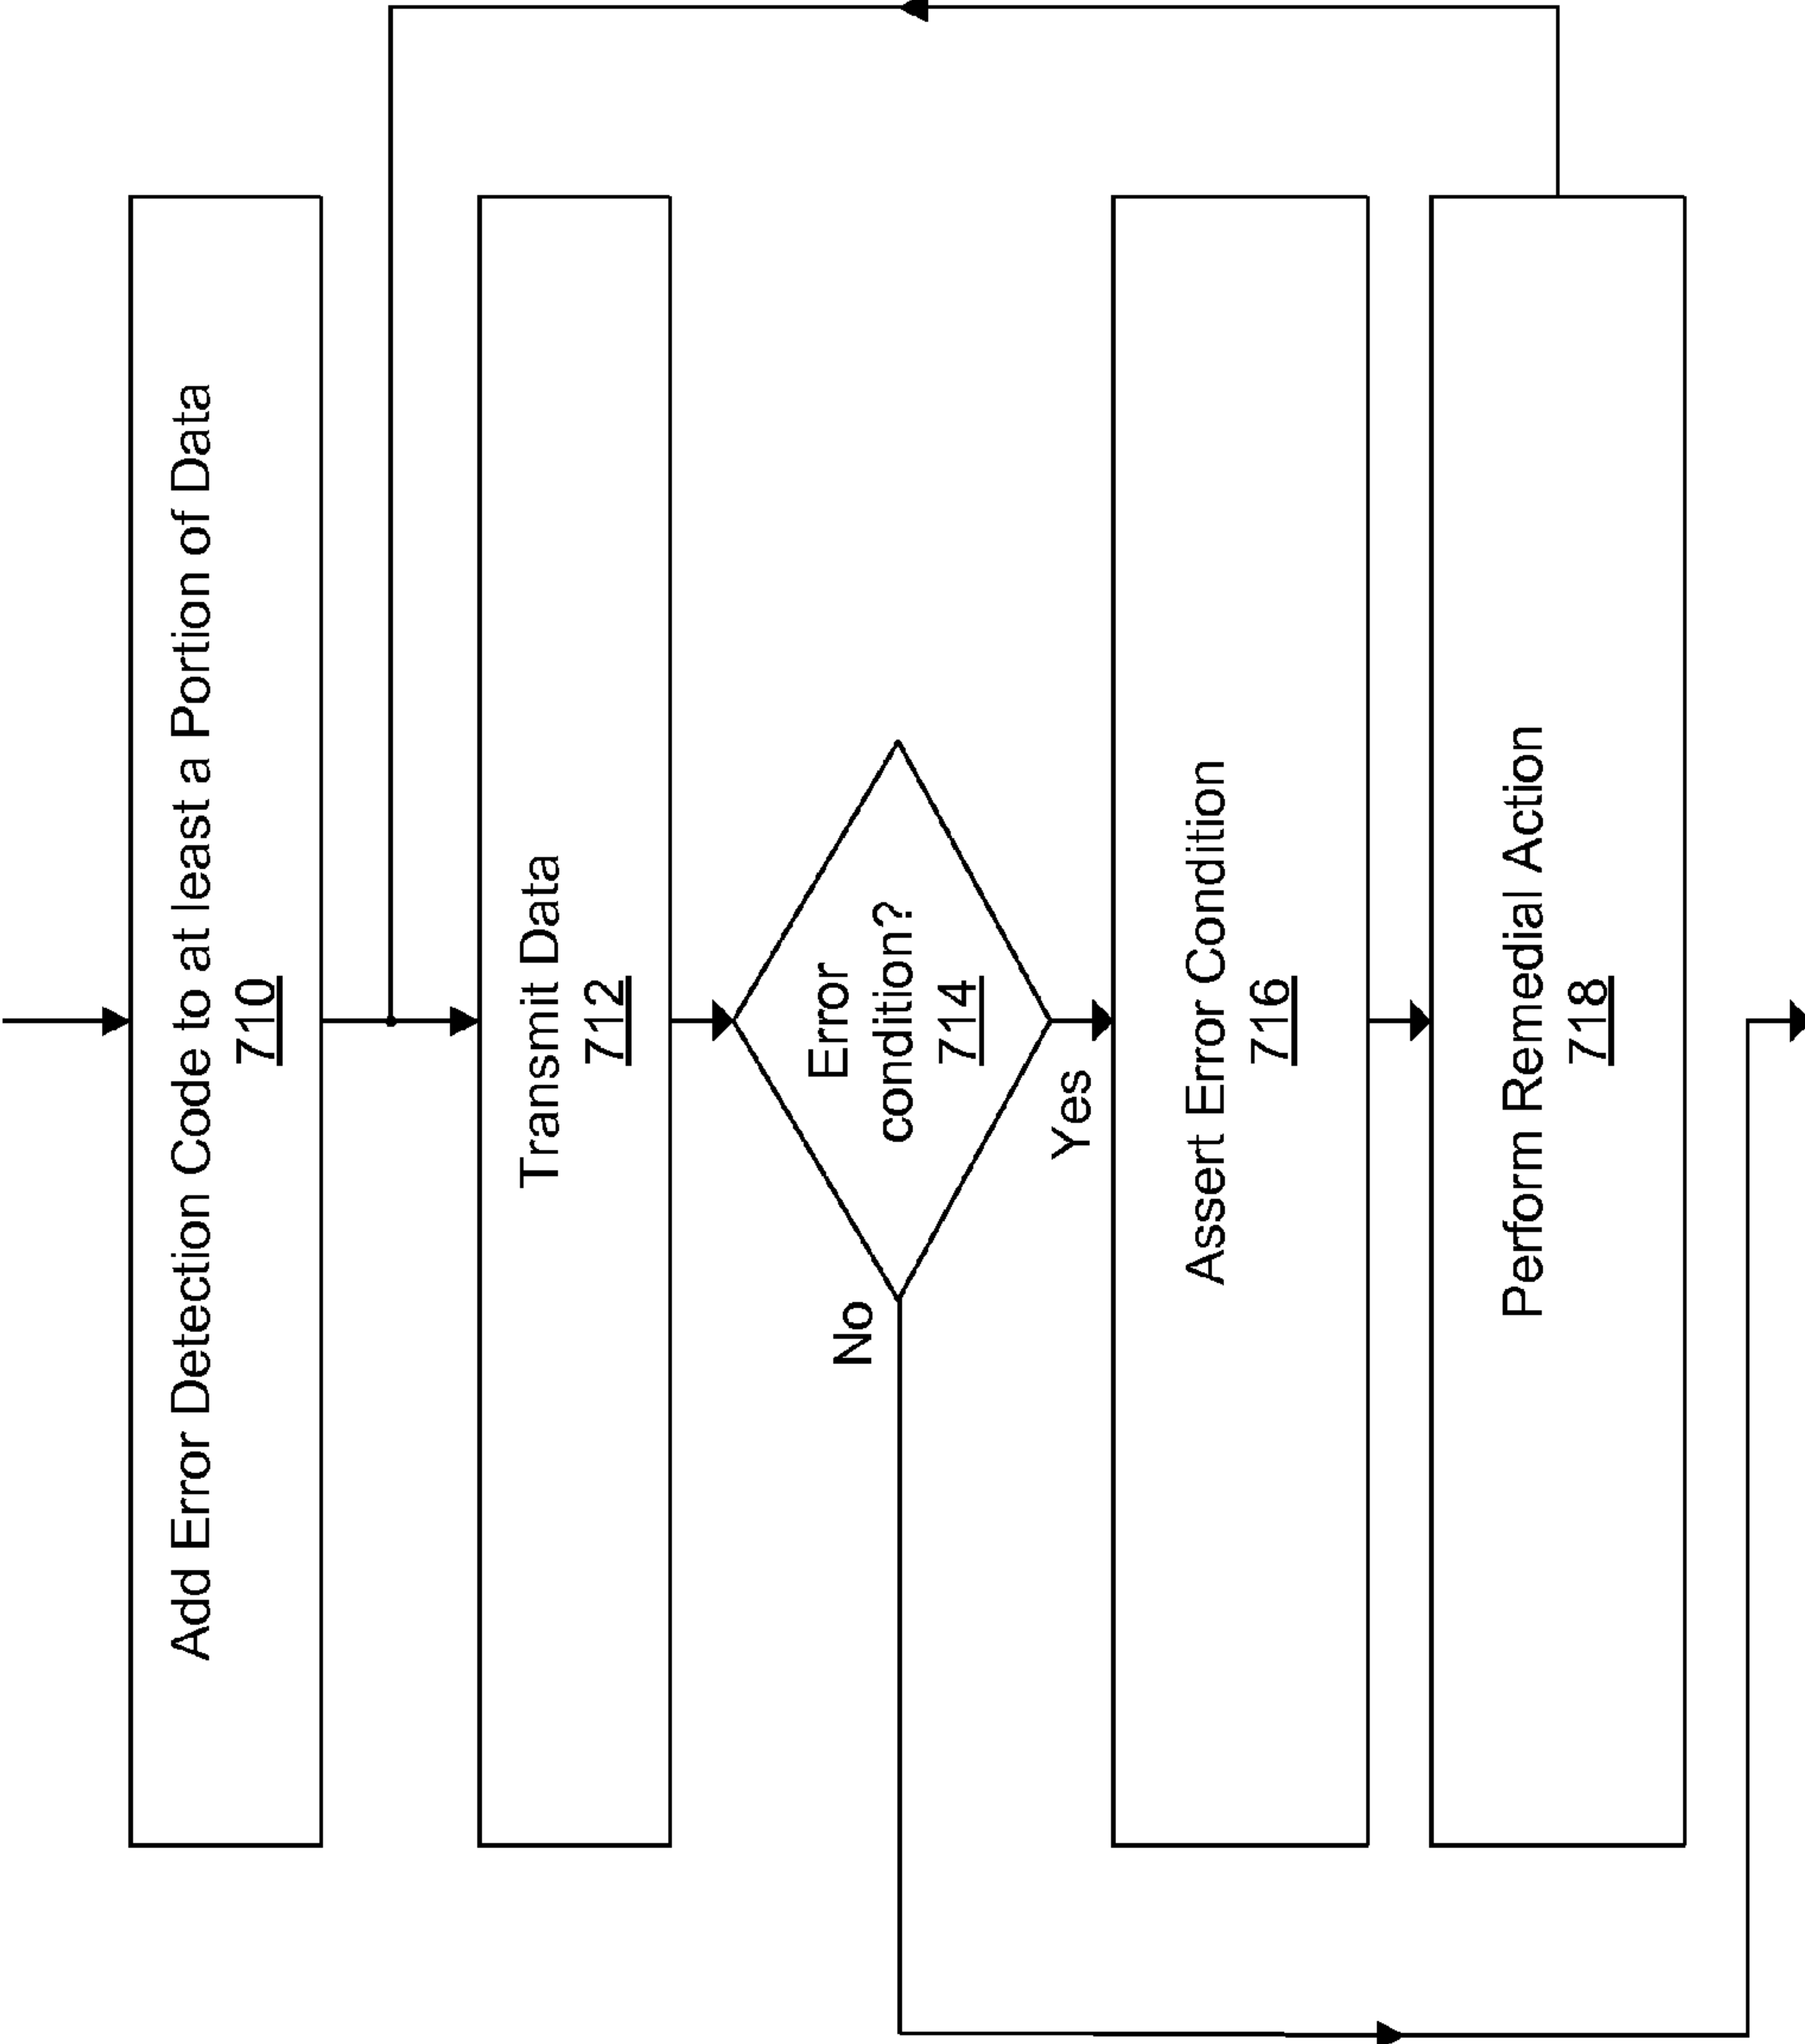 Add Error Detection Code to at least a Portion of Data
710
Transmit Data
712
Error
condition?
714
No
Yes
Assert Error Condition
716
Perform Remedial Action
718